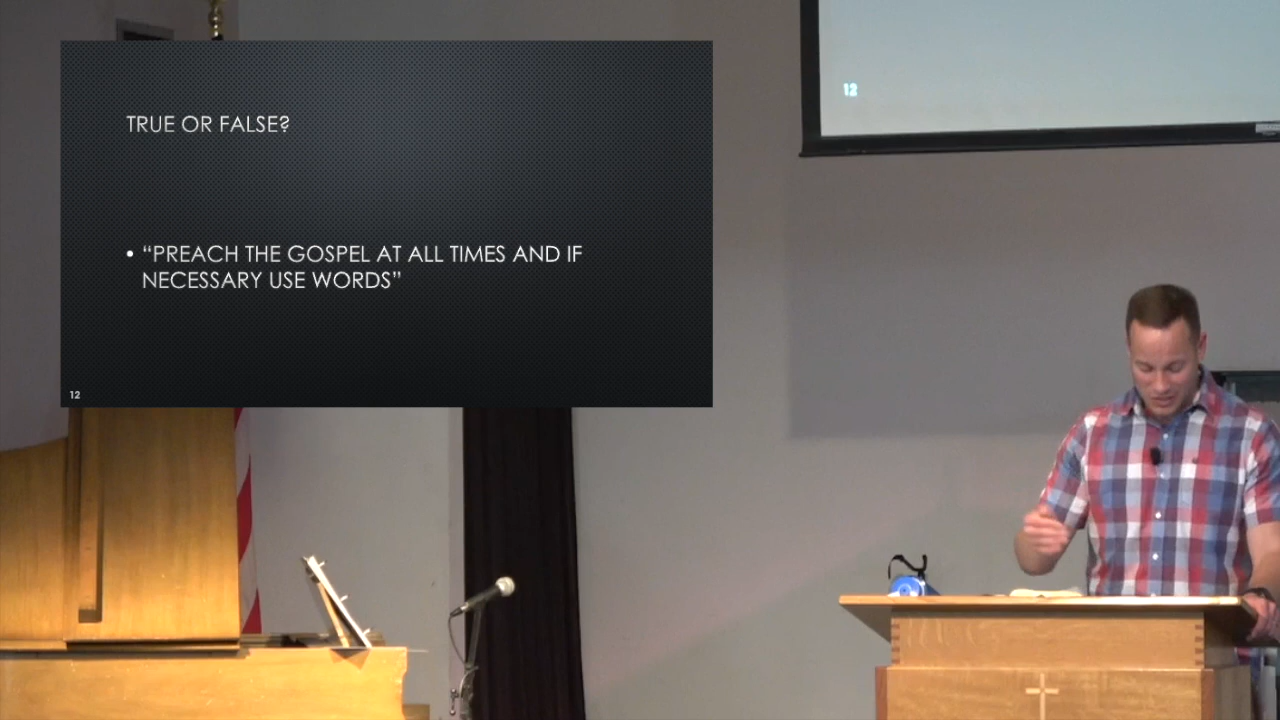 TRUE OR FALSE?
• “PREACH THE GOSPEL AT ALL TIMES AND IF
NECESSARY USE WORDS”
12
12